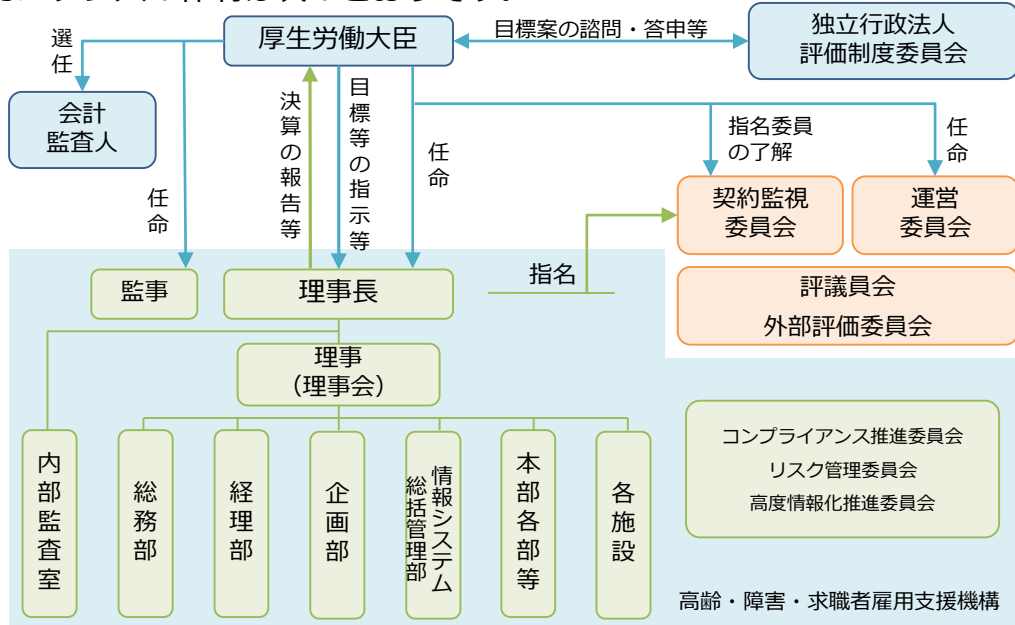 選任
厚生労働大臣
目標案の諮問・答申等
独立行政法人
評価制度委員会
会計
監査人
任命
決算の報告等
目標等の指示等
任命
指名委員
の了解
任命
契約監視
委員会
運営
委員会
指名
監事
理事長
評議員会
外部評価委員会
理事
（理事会）
内部監査室
総務部
経理部
企画部
情報システム
総括管理部
本部各部等
各施設
コンプライアンス推進委員会
リスク管理委員会
高度情報化推進委員会
高齢・障害・求職者雇用支援機構